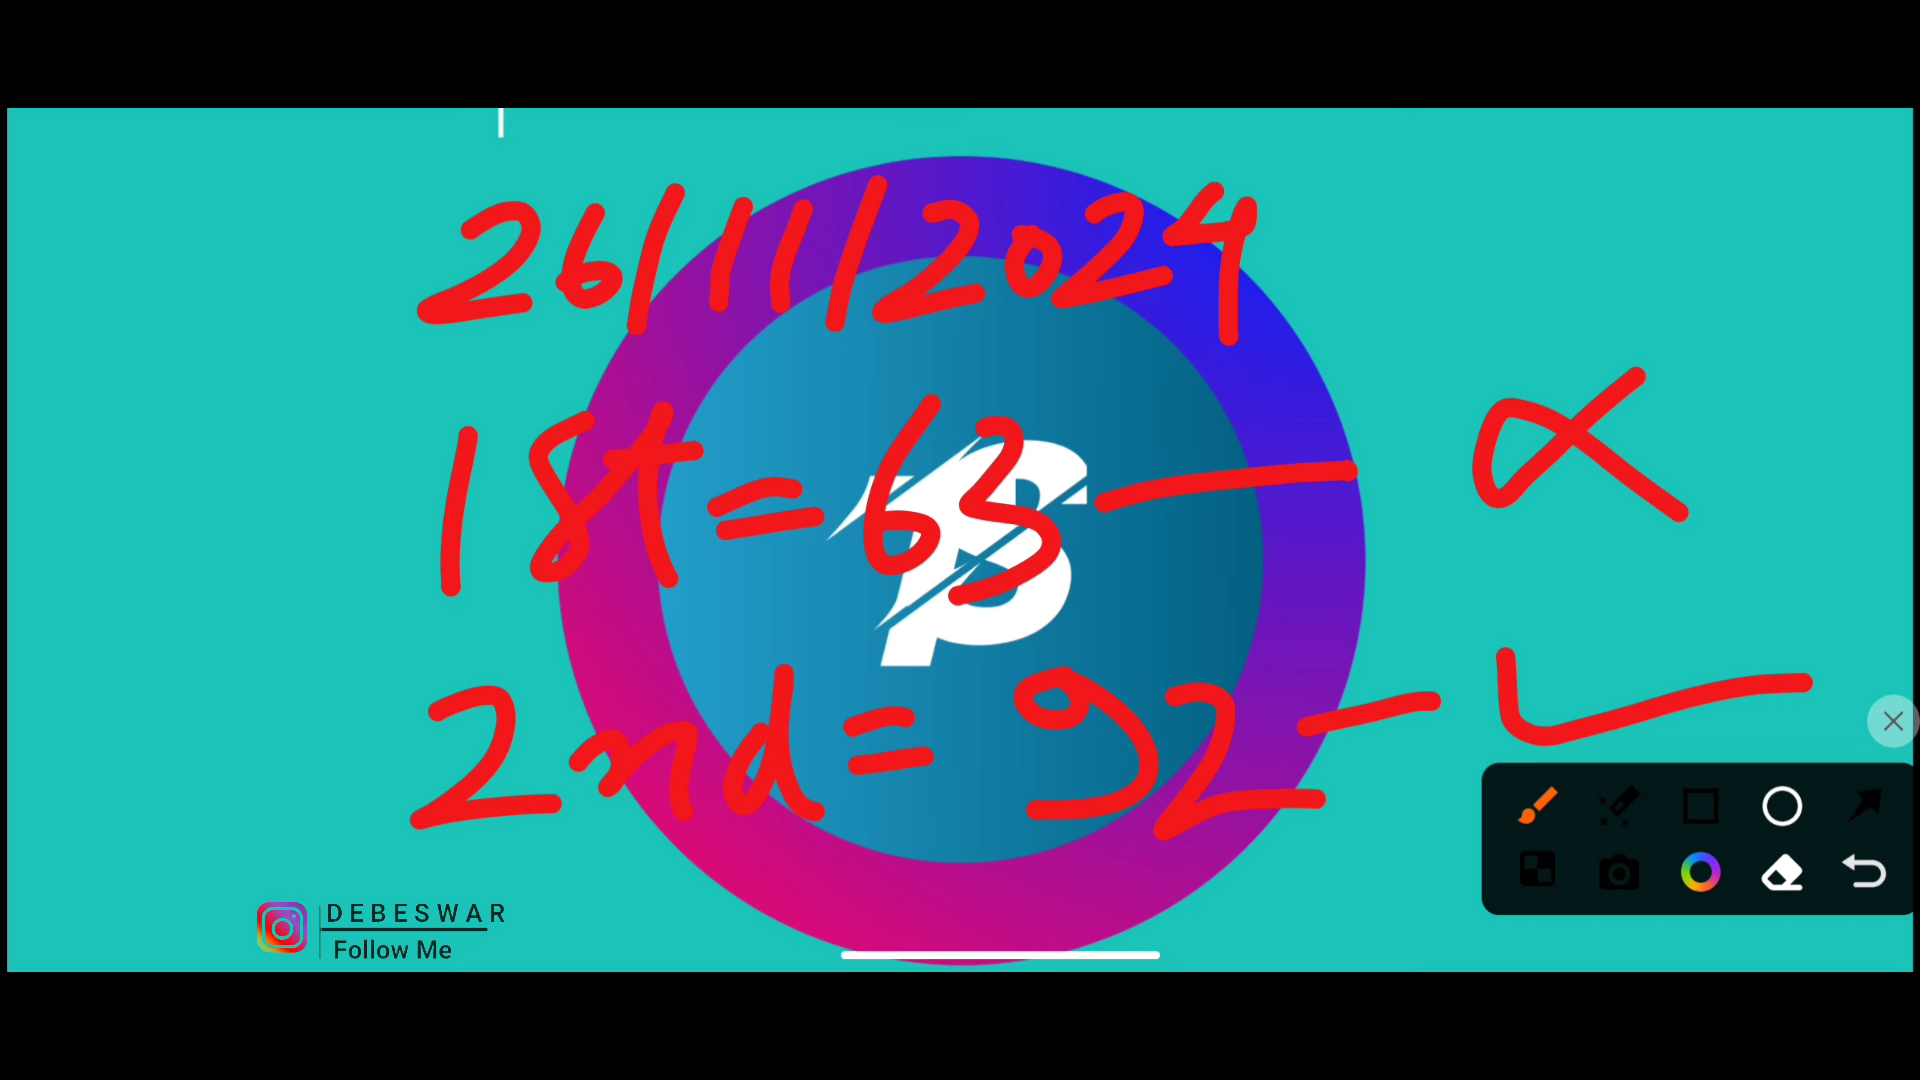 26/11/2024
1st = 63 - ×
2nd = 92 - ✓
DEBESWAR
Follow Me